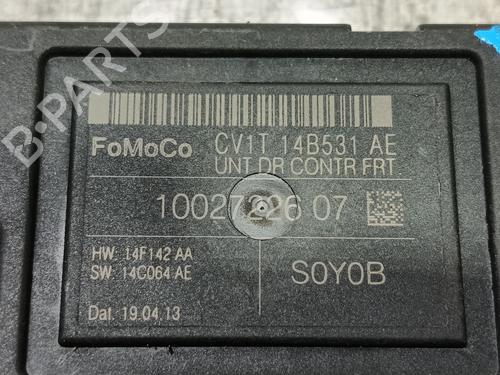 B-PARTS
FoMoCo CV1T 14B531 AE
UNT DR CONTR FRT
10027226 07
HW: 14F142 AA
SW: 14C064 AE
S0Y0B
Dat. 19.04.13